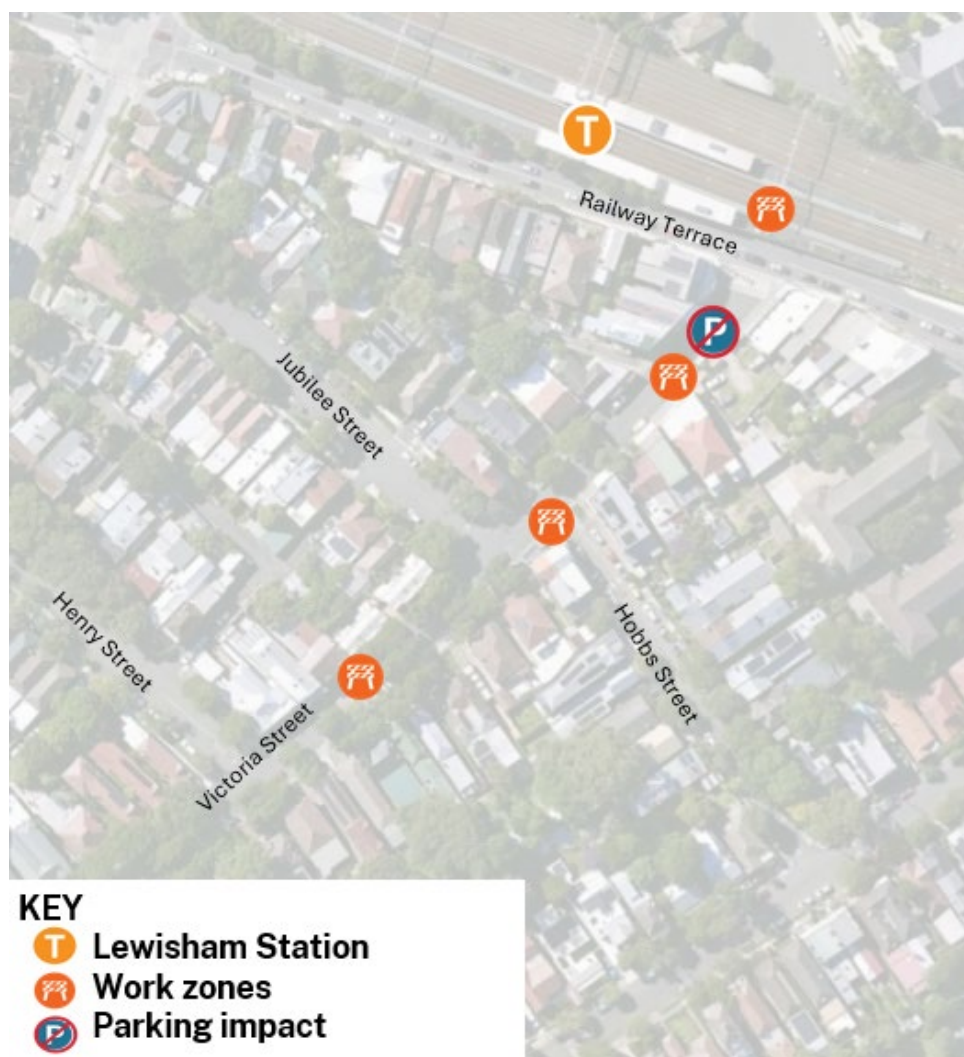 T
Railway Terrace
P
Jubilee Street
Hobbs Street
Henry Street
Victoria Street
KEY
T Lewisham Station
Work zones
P Parking impact